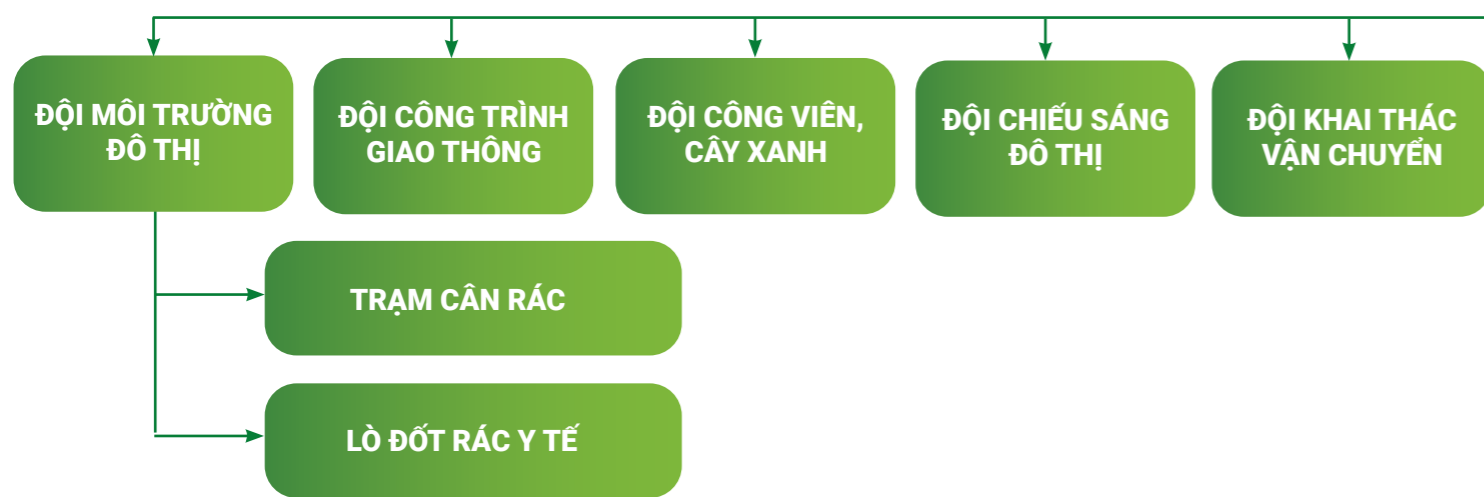 ĐỘI MÔI TRƯỜNG
ĐÔ THỊ
ĐỘI CÔNG TRÌNH
GIAO THÔNG
ĐỘI CÔNG VIÊN,
CÂY XANH
ĐỘI CHIẾU SÁNG
ĐÔ THỊ
ĐỘI KHAI THÁC
VẬN CHUYỂN
TRẠM CÂN RÁC
LÒ ĐỐT RÁC Y TẾ